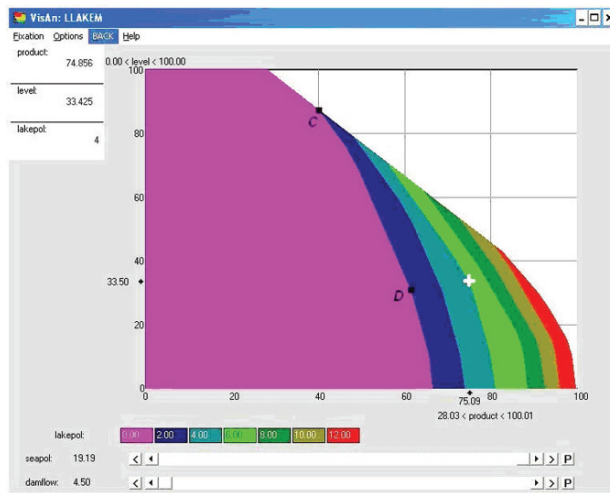 VisAn: LLAKEM
Fixation Options BACK Help
product:
74.856
level:
33.425
lakepol:
4
0.00 < level < 100.00
100
80
60
40
33.50
20
0
C
D
0 20 40 60 80 100
75.09
28.03 < product < 100.01
lakepol: 0.00 2.00 4.00 6.00 8.00 10.00 12.00
seapol: 19.19 < > > P
damflow: 4.50 < > > P